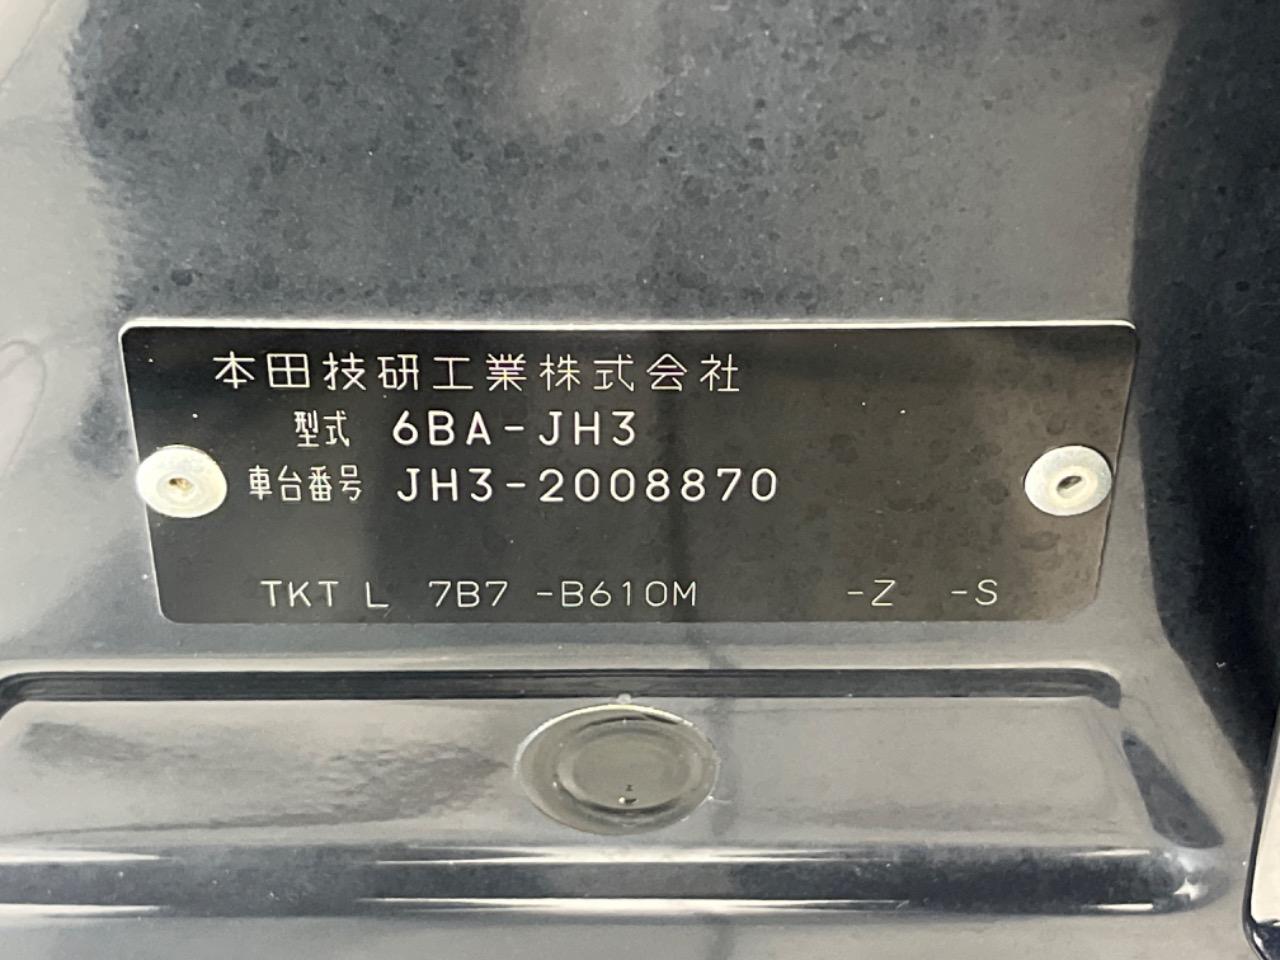 本田技研工業株式会社
型式 6BA-JH3
車台番号 JH3-2008870
TKT L 7B7 -B610M -Z -S